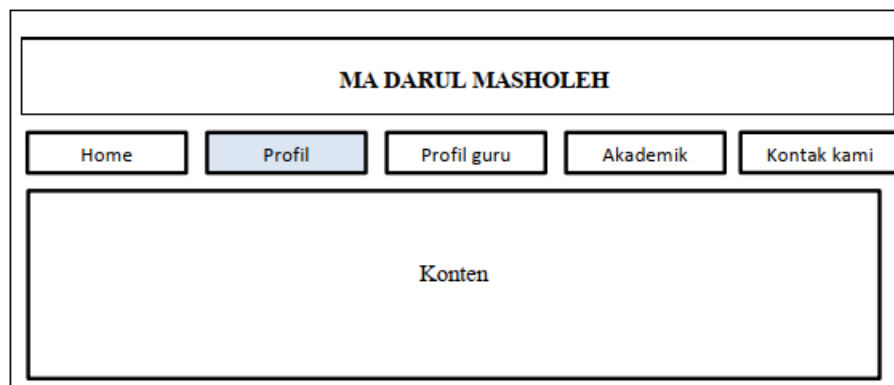 MA DARUL MASHOLEH
Home Profil Profil guru Akademik Kontak kami
Konten